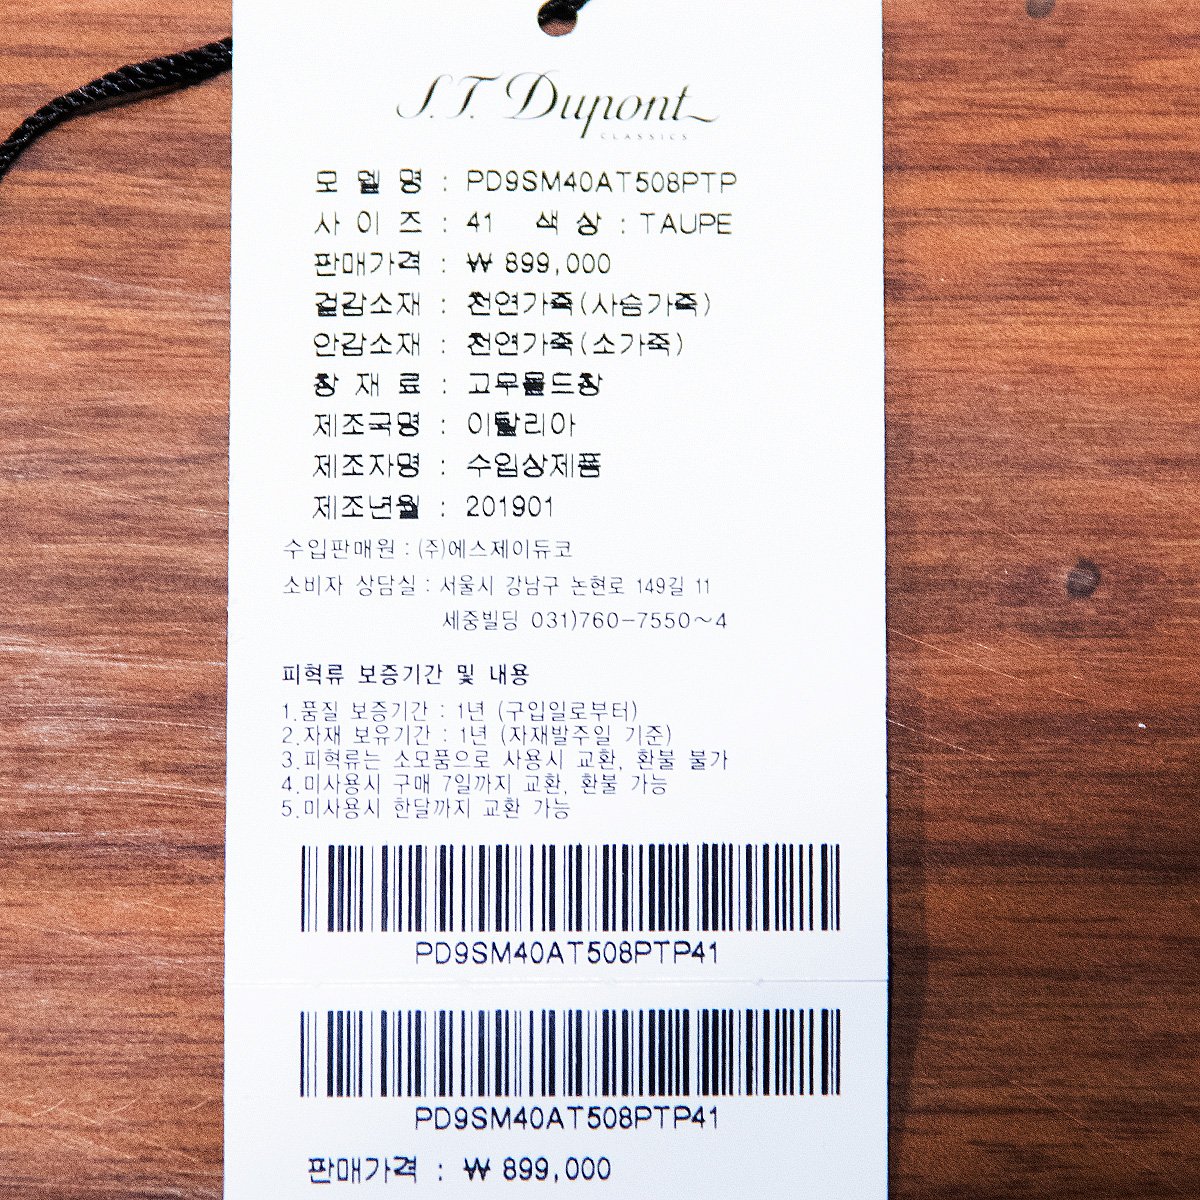 S.T. Dupont
CLASSICS
모 델 명 : PD9SM40AT508PTP
사 이 즈 : 41 색 상 : TAUPE
판매가격 : ₩ 899,000
겉감소재 : 천연가죽(사슴가죽)
안감소재 : 천연가죽(소가죽)
창 재 료 : 고무몰드창
제조국명 : 이탈리아
제조자명 : 수입상제품
제조년월 : 201901
수입판매원 : (주)에스제이듀코
소비자 상담실 : 서울시 강남구 논현로 149길 11
세중빌딩 031)760-7550~4
피혁류 보증기간 및 내용
1.품질 보증기간 : 1년 (구입일로부터)
2.자재 보유기간 : 1년 (자재발주일 기준)
3.피혁류는 소모품으로 사용시 교환, 환불 불가
4.미사용시 구매 7일까지 교환, 환불 가능
5.미사용시 한달까지 교환 가능
PD9SM40AT508PTP41
PD9SM40AT508PTP41
판매가격 : ₩ 899,000